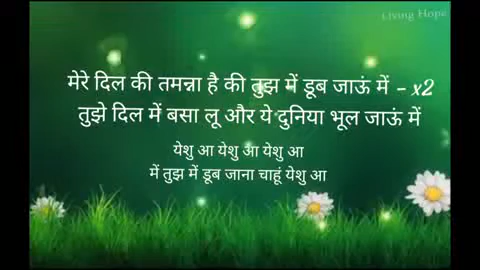 Living Hope
मेरे दिल की तमन्ना है की तुझ में डूब जाऊं में - x2
तुझे दिल में बसा लू और ये दुनिया भूल जाऊं में
येशु आ येशु आ येशु आ
में तुझ में डूब जाना चाहूं येशु आ